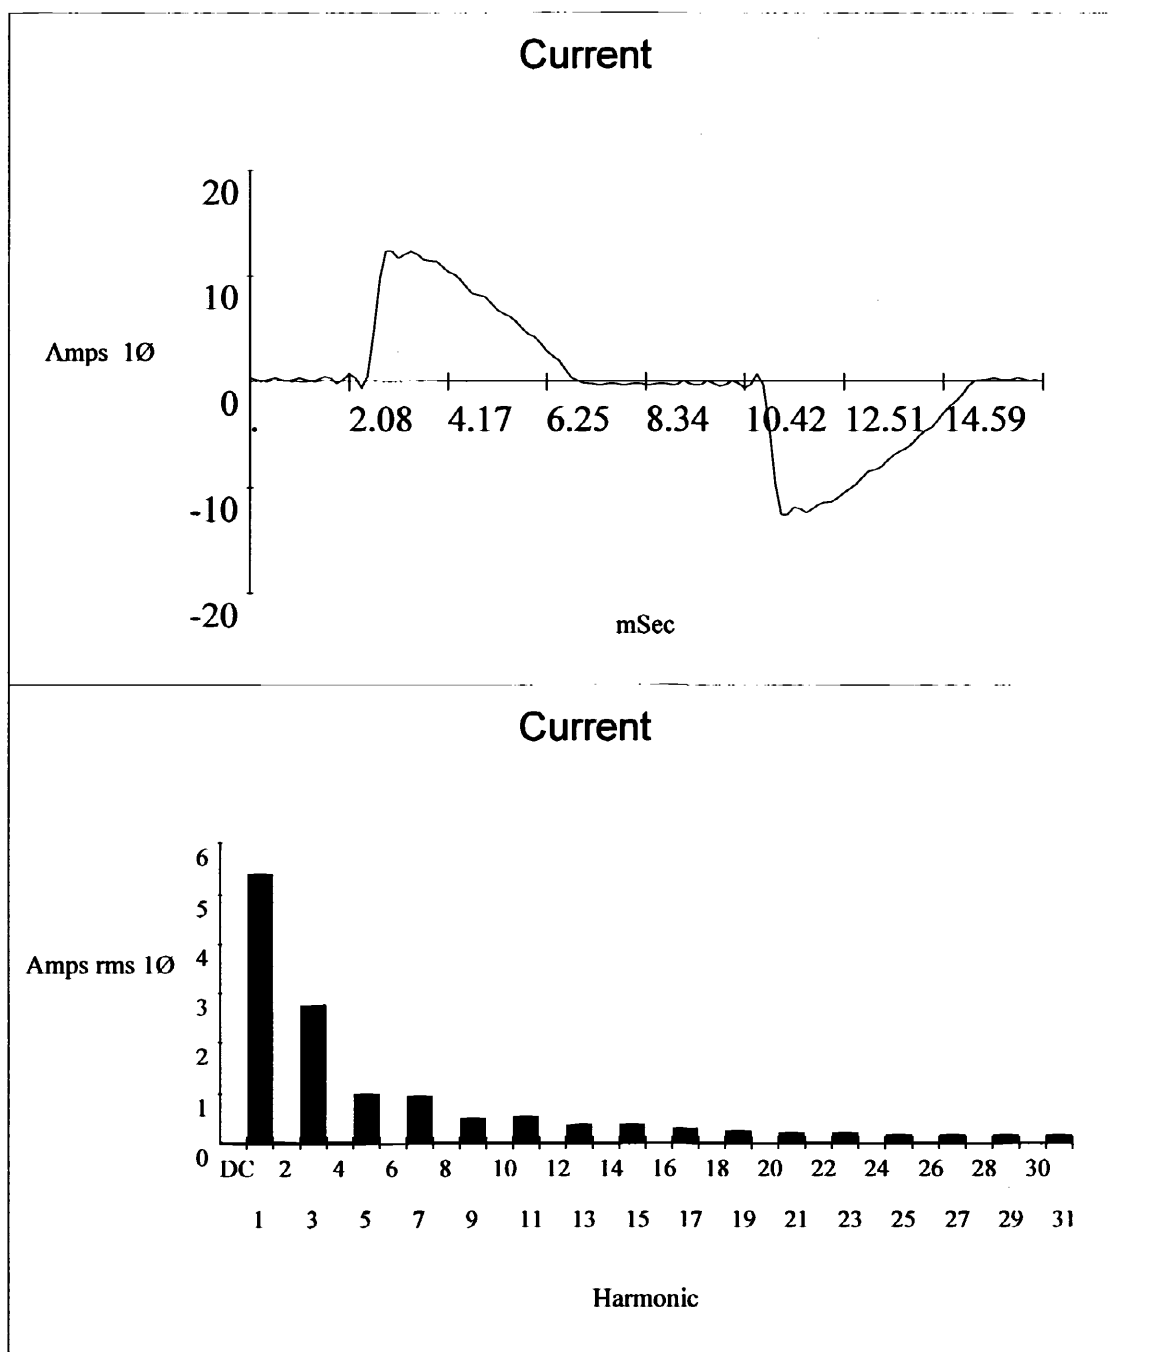 Current
20
10
Amps 1Ø
0
. 2.08 4.17 6.25 8.34 10.42 12.51 14.59
-10
-20
mSec
Current
6
5
4
Amps rms 1Ø
3
2
1
0
DC 2 4 6 8 10 12 14 16 18 20 22 24 26 28 30
1 3 5 7 9 11 13 15 17 19 21 23 25 27 29 31
Harmonic